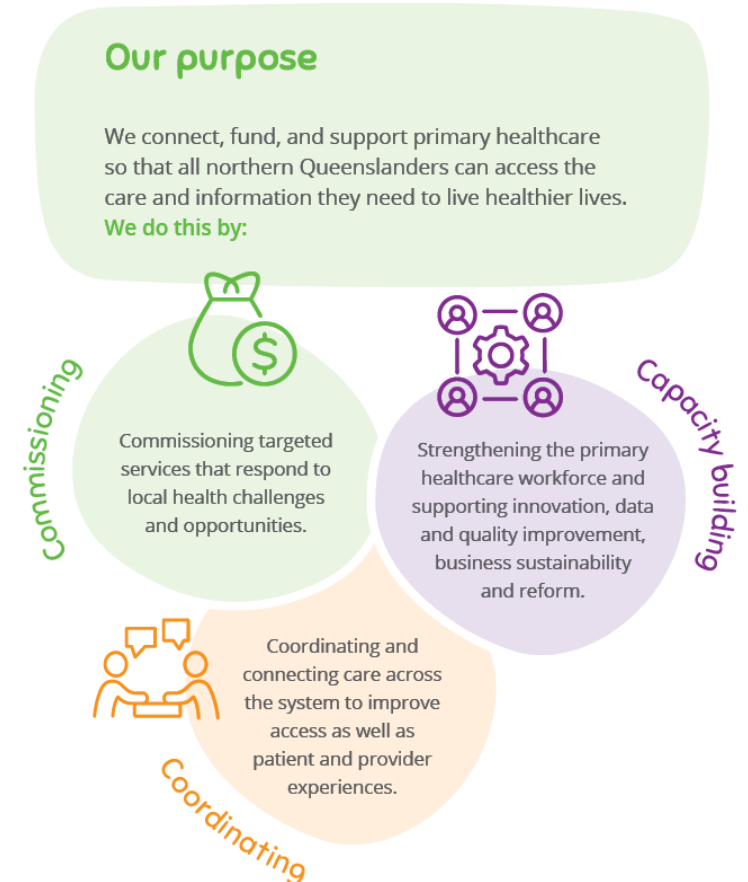 Our purpose
We connect, fund, and support primary healthcare
so that all northern Queenslanders can access the
care and information they need to live healthier lives.
We do this by:
$
Commissioning
Commissioning targeted
services that respond to
local health challenges
and opportunities.
Capacity building
Strengthening the primary
healthcare workforce and
supporting innovation, data
and quality improvement,
business sustainability
and reform.
Coordinating
Coordinating and
connecting care across
the system to improve
access as well as
patient and provider
experiences.